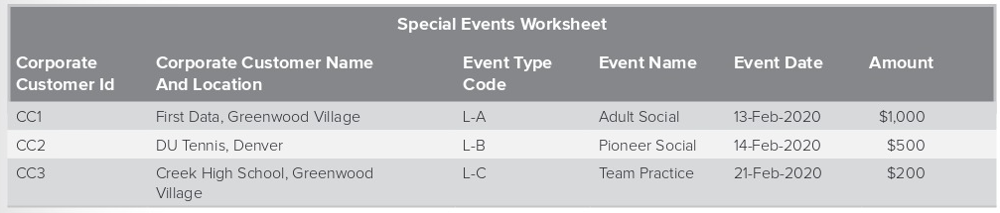 Special Events Worksheet
Corporate Customer Id Corporate Customer Name And Location Event Type Code Event Name Event Date Amount
CC1 First Data, Greenwood Village L-A Adult Social 13-Feb-2020 $1,000
CC2 DU Tennis, Denver L-B Pioneer Social 14-Feb-2020 $500
CC3 Creek High School, Greenwood Village L-C Team Practice 21-Feb-2020 $200